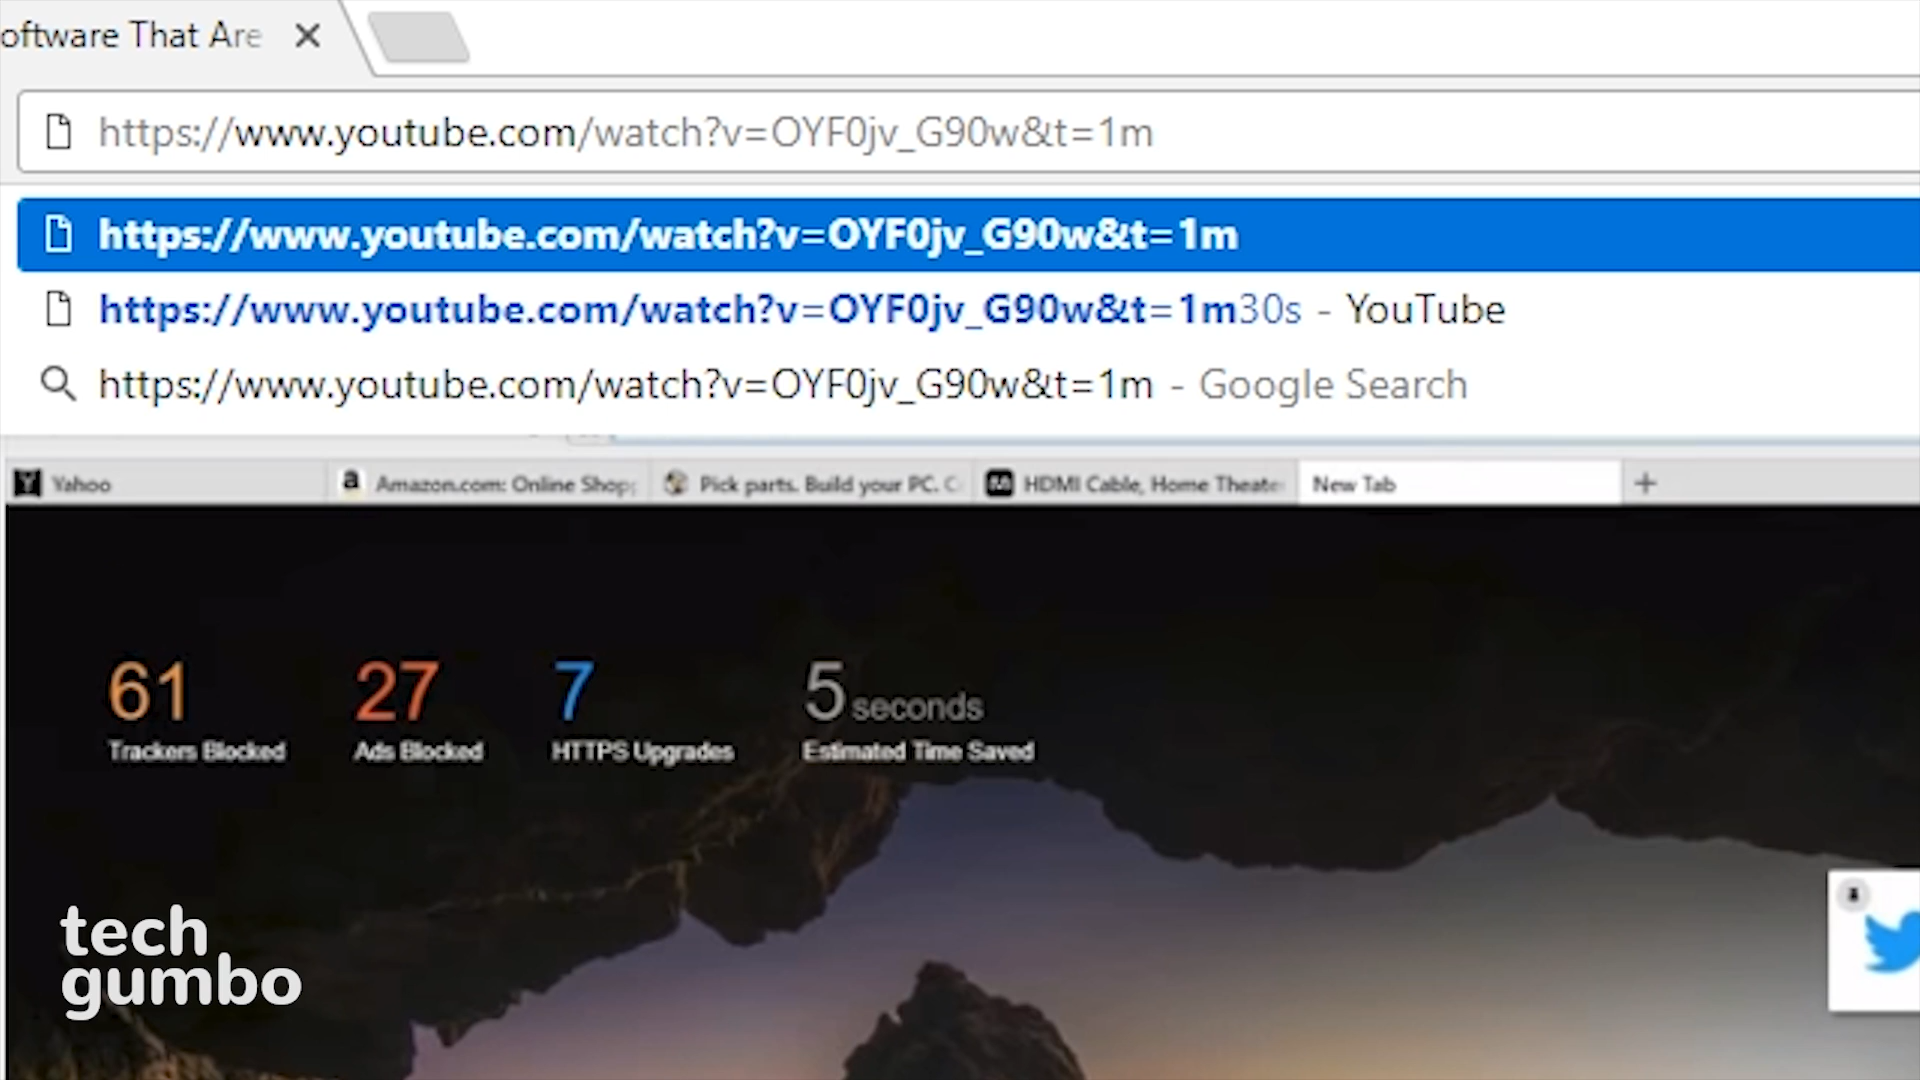 oftware That Are
https://www.youtube.com/watch?v=OYF0jv_G90w&t=1m
https://www.youtube.com/watch?v=OYF0jv_G90w&t=1m
https://www.youtube.com/watch?v=OYF0jv_G90w&t=1m30s - YouTube
https://www.youtube.com/watch?v=OYF0jv_G90w&t=1m - Google Search
Yahoo
Amazon.com: Online Shop
Pick parts. Build your PC. C
HDMI Cable, Home Theate
New Tab
61
Trackers Blocked
27
Ads Blocked
7
HTTPS Upgrades
5 seconds
Estimated Time Saved
tech
gumbo